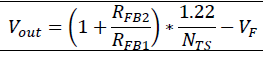 V_out = (1 + R_FB2 / R_FB1) * 1.22 / N_TS − V_F